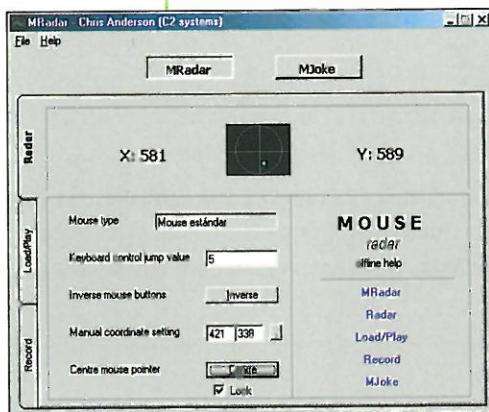 MRadar - Chris Anderson (C2 systems)
File Help
MRadar MJoke
Radar
X: 581
Y: 589
Load/Play
Record
Mouse type Mouse estándar
Keyboard control jump value 5
Inverse mouse buttons Inverse
Manual coordinate setting 421 338
Centre mouse pointer
Lock
MOUSE
radar
offline help
MRadar
Radar
Load/Play
Record
MJoke